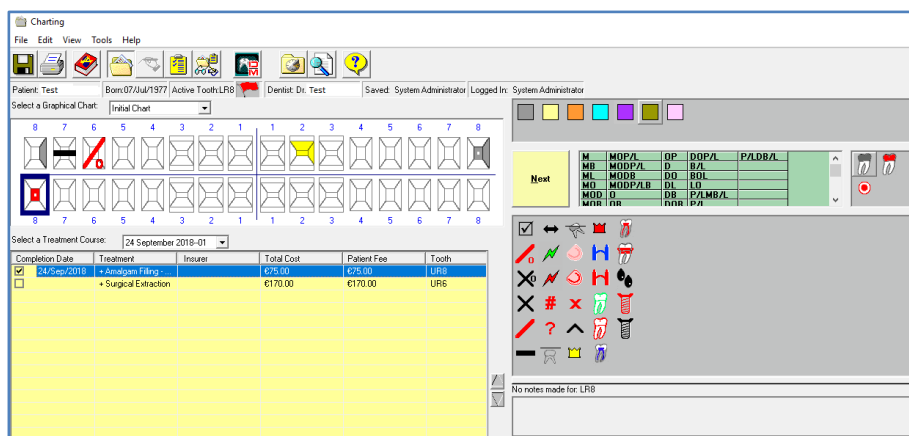 Charting
File Edit View Tools Help
Patient: Test Born:07/Jul/1977 Active Tooth:LR8 Dentist: Dr. Test Saved: System Administrator Logged In: System Administrator
Select a Graphical Chart: Initial Chart
8 7 6 5 4 3 2 1 1 2 3 4 5 6 7 8
8 7 6 5 4 3 2 1 1 2 3 4 5 6 7 8
Next
M MOP/L OP DOP/L P/LDB/L
MB MODP/L D B/L
ML MODB DO BOL
MO MODP/LB DL LO
MOD O DB P/LMB/L
MOB OB DOB P/L
Select a Treatment Course: 24 September 2018-01
Completion Date Treatment Insurer Total Cost Patient Fee Tooth
24/Sep/2018 + Amalgam Filling - ... €75.00 €75.00 UR8
+ Surgical Extraction €170.00 €170.00 UR6
No notes made for: LR8